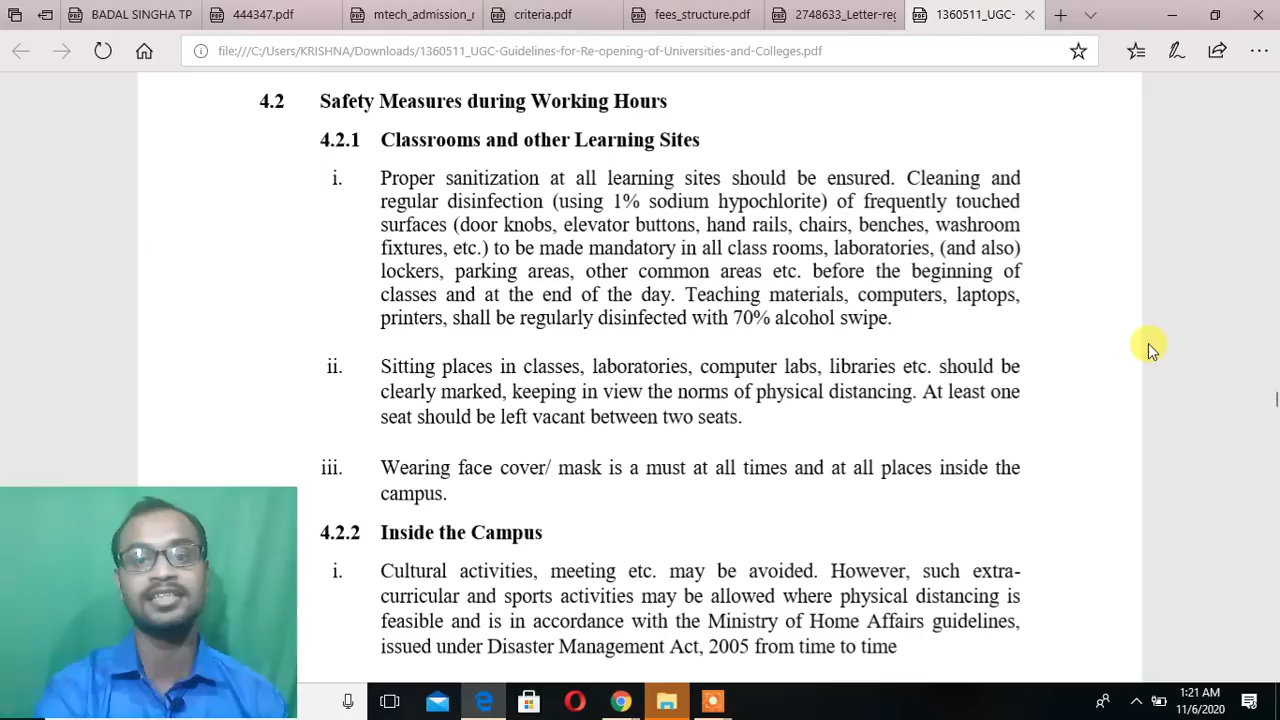 BADAL SINGHA TP
444347.pdf
mtech_admission_r
criteria.pdf
fees_structure.pdf
2748633_Letter-reg
1360511_UGC-
file:///C:/Users/KRISHNA/Downloads/1360511_UGC-Guidelines-for-Re-opening-of-Universities-and-Colleges.pdf
4.2 Safety Measures during Working Hours
4.2.1 Classrooms and other Learning Sites
i. Proper sanitization at all learning sites should be ensured. Cleaning and
regular disinfection (using 1% sodium hypochlorite) of frequently touched
surfaces (door knobs, elevator buttons, hand rails, chairs, benches, washroom
fixtures, etc.) to be made mandatory in all class rooms, laboratories, (and also)
lockers, parking areas, other common areas etc. before the beginning of
classes and at the end of the day. Teaching materials, computers, laptops,
printers, shall be regularly disinfected with 70% alcohol swipe.
ii. Sitting places in classes, laboratories, computer labs, libraries etc. should be
clearly marked, keeping in view the norms of physical distancing. At least one
seat should be left vacant between two seats.
iii. Wearing face cover/ mask is a must at all times and at all places inside the
campus.
4.2.2 Inside the Campus
i. Cultural activities, meeting etc. may be avoided. However, such extra-
curricular and sports activities may be allowed where physical distancing is
feasible and is in accordance with the Ministry of Home Affairs guidelines,
issued under Disaster Management Act, 2005 from time to time
1:21 AM
11/6/2020